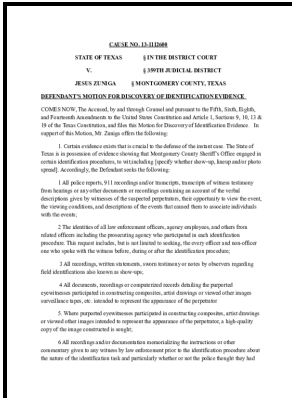 CAUSE NO. 13-1112600
STATE OF TEXAS § IN THE DISTRICT COURT
V. § 359TH JUDICIAL DISTRICT
JESUS ZUNIGA § MONTGOMERY COUNTY, TEXAS
DEFENDANT'S MOTION FOR DISCOVERY OF IDENTIFICATION EVIDENCE
COMES NOW, The Accused, by and through Counsel and pursuant to the Fifth, Sixth, Eighth,
and Fourteenth Amendments to the United States Constitution and Article 1, Sections 9, 10, 13 &
19 of the Texas Constitution, and files this Motion for Discovery of Identification Evidence. In
support of this Motion, Mr. Zuniga offers the following:
1. Certain evidence exists that is crucial to the defense of the instant case. The State of
Texas is in possession of evidence showing that Montgomery County Sheriff's Office engaged in
certain identification procedures, to wit including [specify whether show-up, lineup and/or photo
spread]. Accordingly, the Defendant seeks the following:
1 All police reports, 911 recordings and/or transcripts, transcripts of witness testimony
from hearings or any other documents or recordings containing an account of the verbal
descriptions given by witnesses of the suspected perpetrators, their opportunity to view the event,
the viewing conditions, and descriptions of the events that caused them to associate individuals
with the events;
2 The identities of all law enforcement officers, agency employees, and others from
related offices including the prosecuting agency who participated in each identification
procedure. This request includes, but is not limited to seeking, the every officer and non-officer
one who spoke with the witness before, during or after the identification procedure;
3 All recordings, written statements, sworn testimony or notes by observers regarding
field identifications also known as show-ups;
4 All documents, recordings or computerized records detailing the purported
eyewitnesses participated in constructing composites, artist drawings or viewed other images
surveillance tapes, etc. intended to represent the appearance of the perpetrator
5. Where purported eyewitnesses participated in constructing composites, artist drawings
or viewed other images intended to represent the appearance of the perpetrator, a high-quality
copy of the image constructed is sought;
6 All recordings and/or documentation memorializing the instructions or other
commentary given to any witness by law enforcement prior to the identification procedure about
the nature of the identification task and particularly whether or not the police thought they had